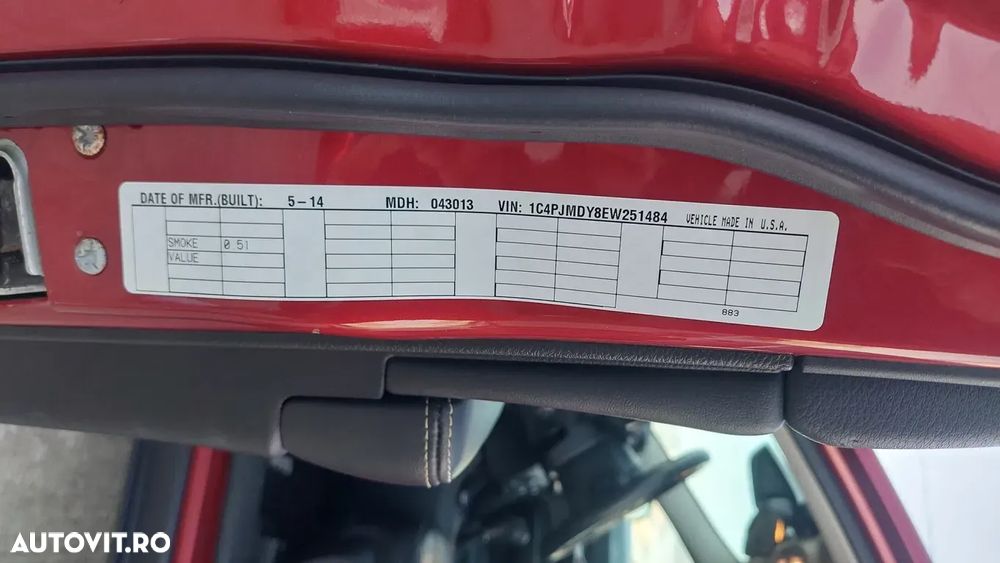 DATE OF MFR.(BUILT): 5-14 MDH: 043013 VIN: 1C4PJMDY8EW251484 VEHICLE MADE IN U.S.A.
SMOKE 0 51
VALUE
883
AUTOVIT.RO